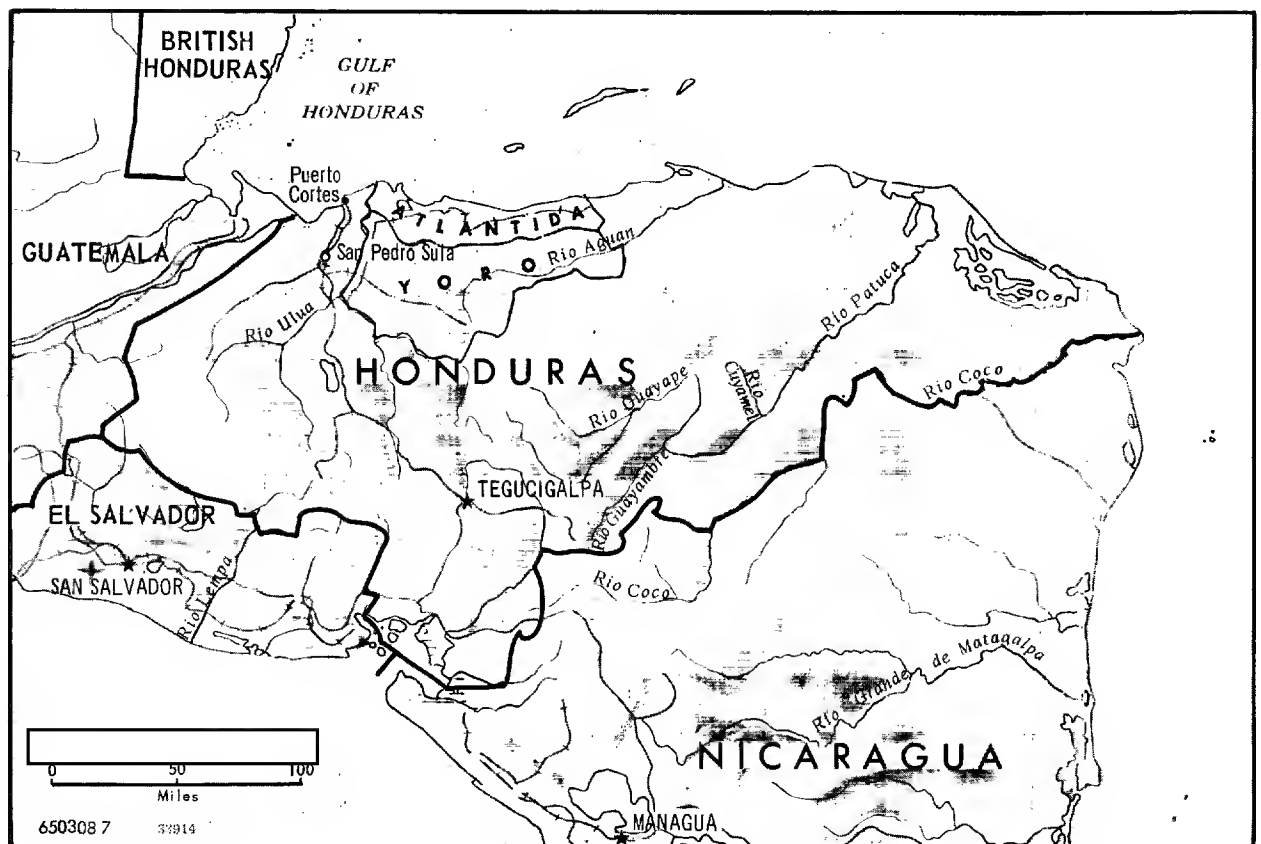 BRITISH
HONDURAS
GULF
OF
HONDURAS
Puerto
Cortes
ATLANTIDA
GUATEMALA
San Pedro Sula
YORO
Rio Aguan
Rio Ulua
Rio Patuca
HONDURAS
Rio Guayape
Rio
Cuyamel
Rio Coco
TEGUCIGALPA
Rio Guayambre
EL SALVADOR
SAN SALVADOR
Rio Lempa
Rio Coco
Rio Grande de Matagalpa
NICARAGUA
0 50 100
Miles
650308 7
MANAGUA